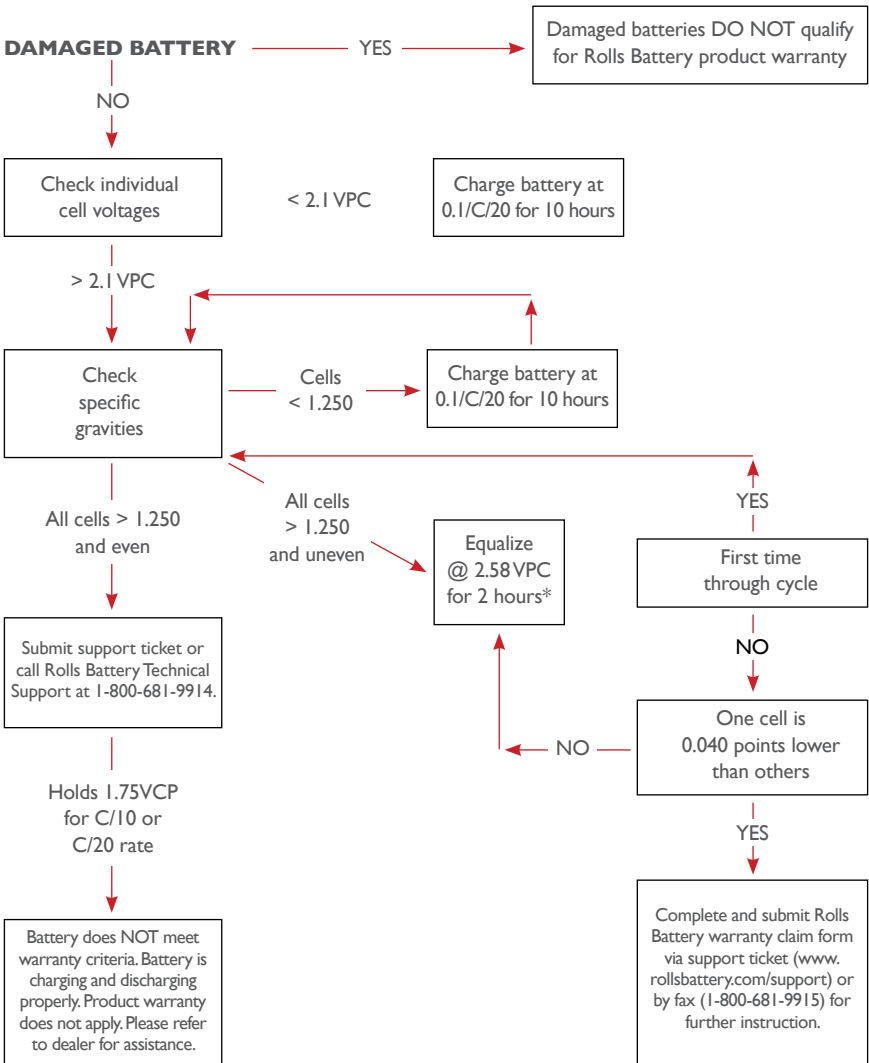 DAMAGED BATTERY
YES
Damaged batteries DO NOT qualify
for Rolls Battery product warranty
NO
Check individual
cell voltages
< 2.1 VPC
Charge battery at
0.1/C/20 for 10 hours
> 2.1 VPC
Check
specific
gravities
Cells
< 1.250
Charge battery at
0.1/C/20 for 10 hours
All cells > 1.250
and even
All cells
> 1.250
and uneven
Equalize
@ 2.58 VPC
for 2 hours*
YES
First time
through cycle
NO
Submit support ticket or
call Rolls Battery Technical
Support at 1-800-681-9914.
One cell is
0.040 points lower
than others
NO
Holds 1.75VCP
for C/10 or
C/20 rate
YES
Battery does NOT meet
warranty criteria. Battery is
charging and discharging
properly. Product warranty
does not apply. Please refer
to dealer for assistance.
Complete and submit Rolls
Battery warranty claim form
via support ticket (www.
rollsbattery.com/support) or
by fax (1-800-681-9915) for
further instruction.